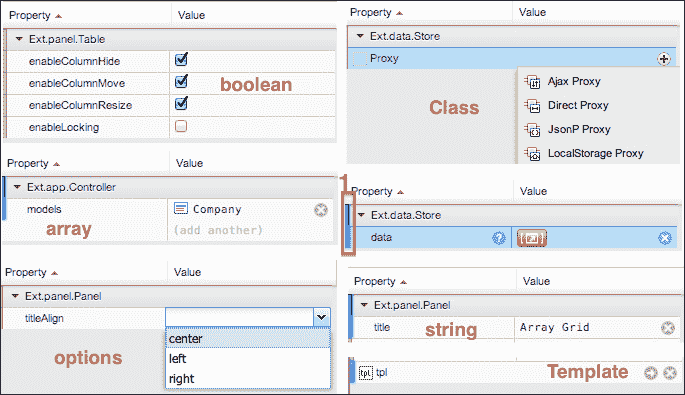 Property Value
Ext.panel.Table
enableColumnHide
enableColumnMove boolean
enableColumnResize
enableLocking
Property Value
Ext.app.Controller
models Company
array (add another)
Property Value
Ext.panel.Panel
titleAlign
center
options left
right
Property Value
Ext.data.Store
Proxy
Ajax Proxy
Class Direct Proxy
JsonP Proxy
LocalStorage Proxy
1
Property Value
Ext.data.Store
data
Property Value
Ext.panel.Panel
title string Array Grid
tpl tpl Template